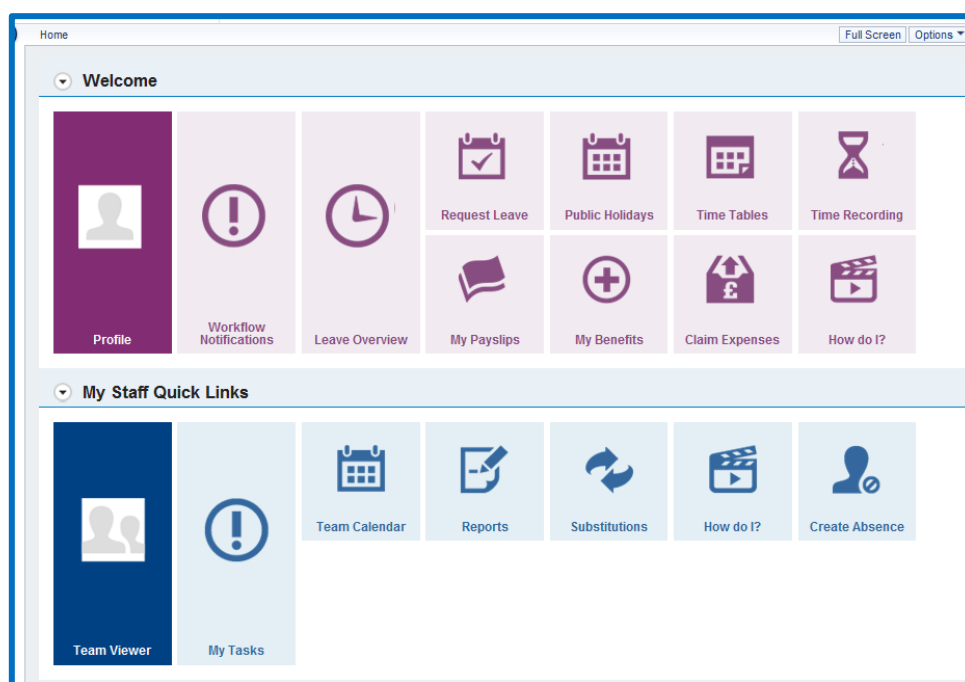 Home
Full Screen
Options
Welcome
Request Leave
Public Holidays
Time Tables
Time Recording
Profile
Workflow
Notifications
Leave Overview
My Payslips
My Benefits
£
Claim Expenses
How do I?
My Staff Quick Links
Team Calendar
Reports
Substitutions
How do I?
Create Absence
Team Viewer
My Tasks